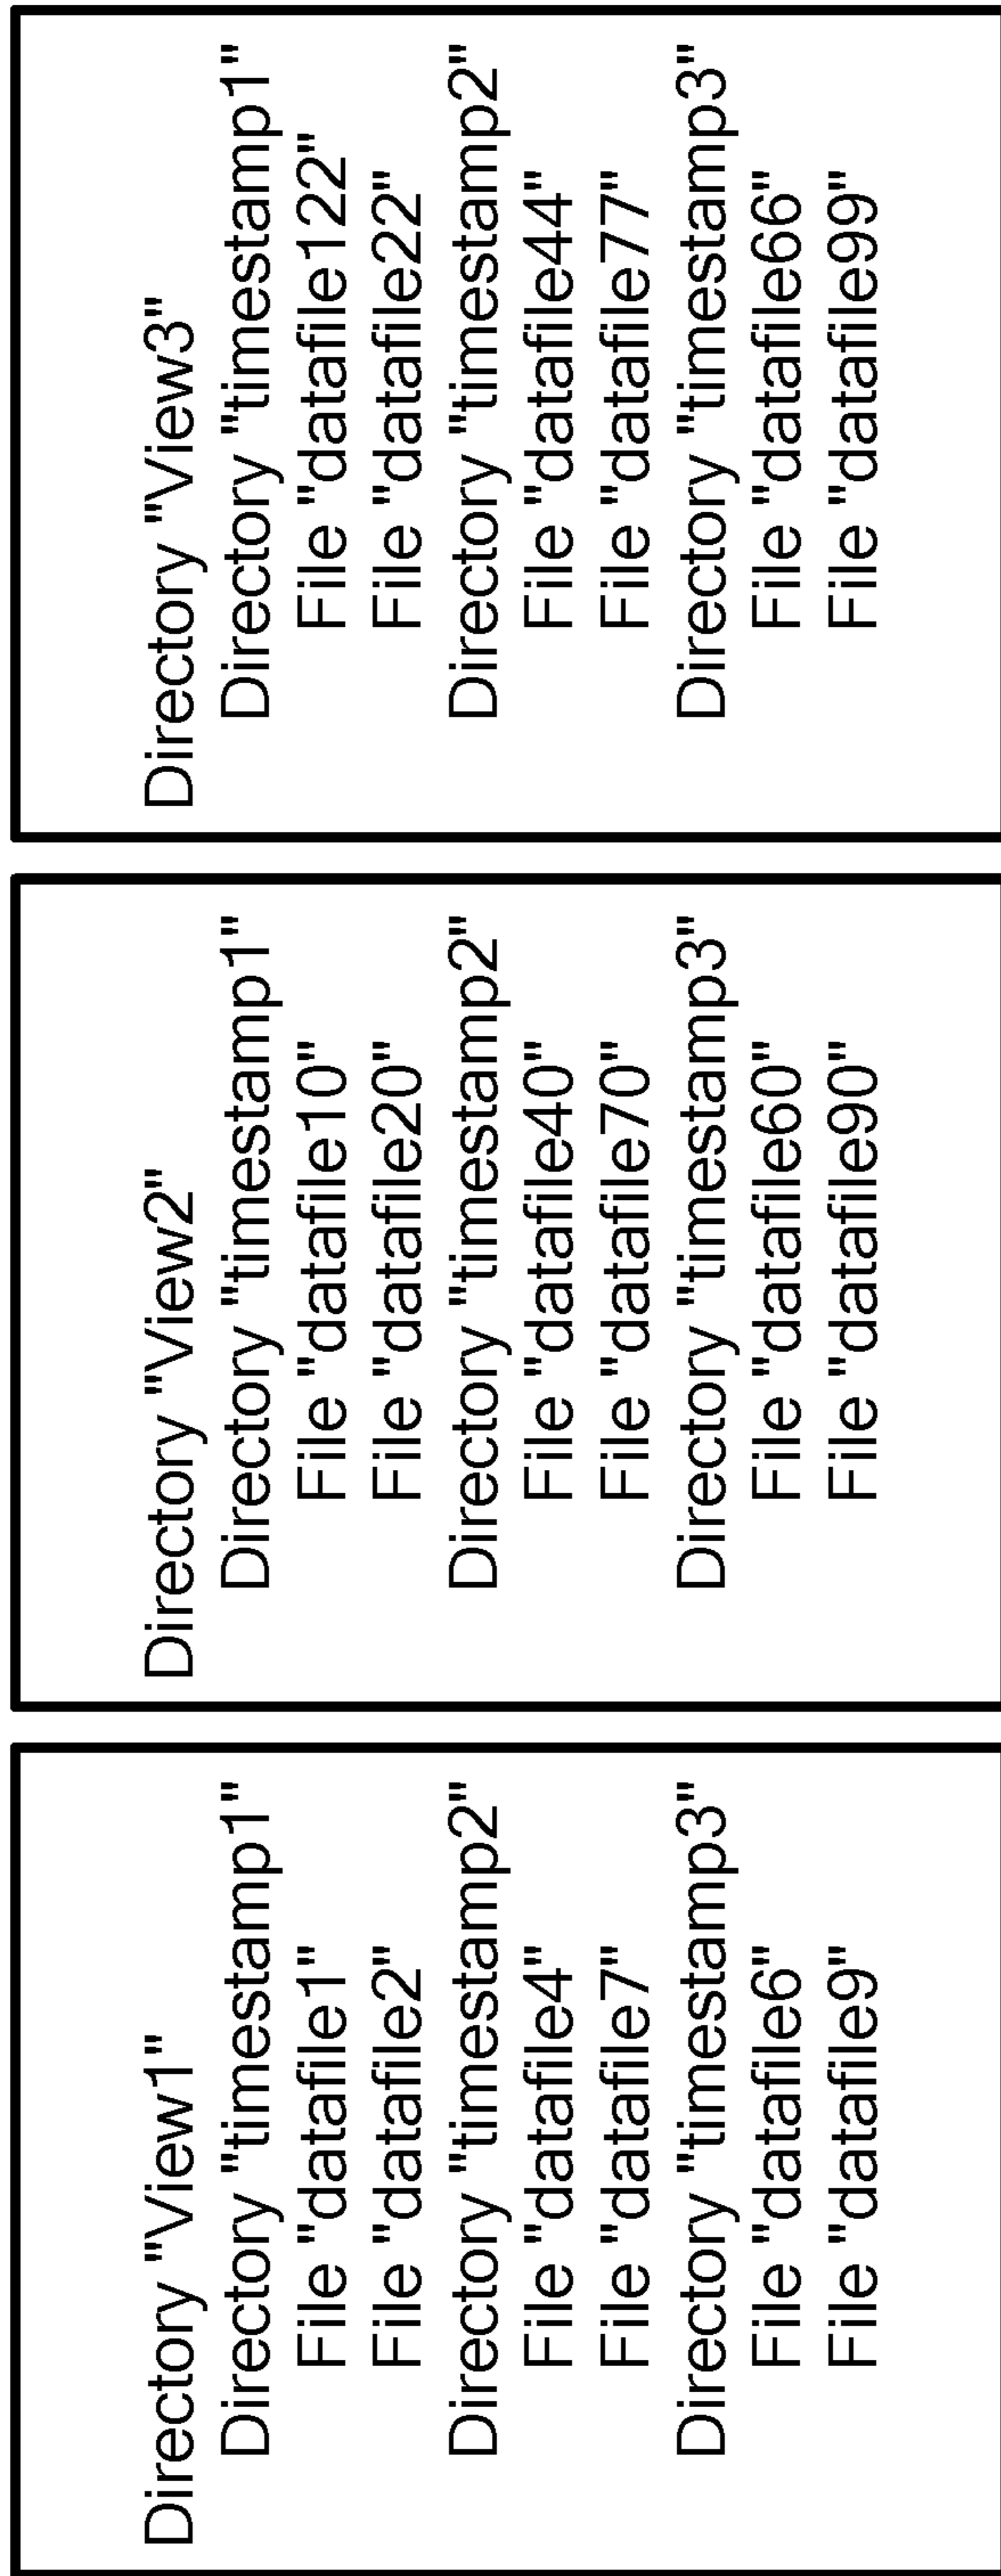 Directory "View1"
Directory "timestamp1"
File "datafile1"
File "datafile2"
Directory "timestamp2"
File "datafile4"
File "datafile7"
Directory "timestamp3"
File "datafile6"
File "datafile9"
Directory "View2"
Directory "timestamp1"
File "datafile10"
File "datafile20"
Directory "timestamp2"
File "datafile40"
File "datafile70"
Directory "timestamp3"
File "datafile60"
File "datafile90"
Directory "View3"
Directory "timestamp1"
File "datafile122"
File "datafile22"
Directory "timestamp2"
File "datafile44"
File "datafile77"
Directory "timestamp3"
File "datafile66"
File "datafile99"